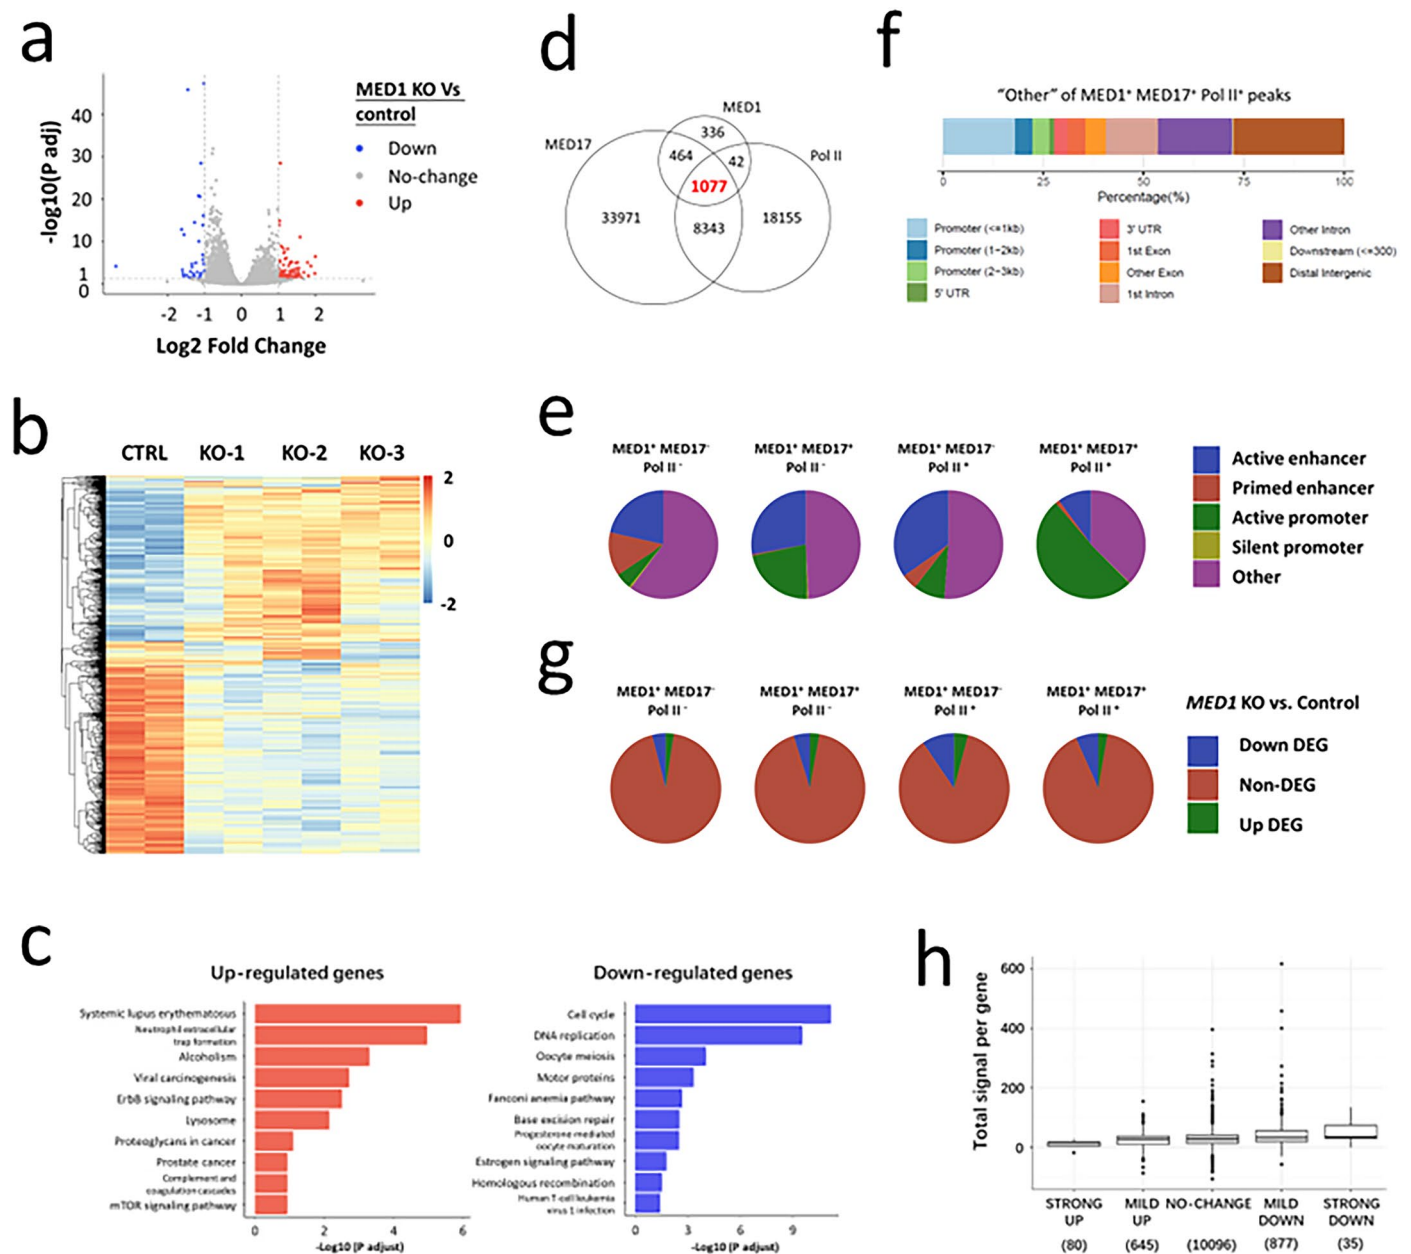 a
MED1 KO Vs
control
Down
No-change
Up
-log10(P adj)
40
30
20
10
1
0
-2 -1 0 1 2
Log2 Fold Change
b
CTRL KO-1 KO-2 KO-3
2
0
-2
c
Up-regulated genes
Systemic lupus erythematosus
Neutrophil extracellular
trap formation
Alcoholism
Viral carcinogenesis
ErbB signaling pathway
Lysosome
Proteoglycans in cancer
Prostate cancer
Complement and
coagulation cascades
mTOR signaling pathway
0 2 4 6
-Log10 (P adjust)
Down-regulated genes
Cell cycle
DNA replication
Oocyte meiosis
Motor proteins
Fanconi anemia pathway
Base excision repair
Progesterone-mediated
oocyte maturation
Estrogen signaling pathway
Homologous recombination
Human T-cell leukemia
virus 1 infection
0 3 6 9
-Log10 (P adjust)
d
MED1
MED17
Pol II
336
464
42
1077
33971
8343
18155
e
MED1⁺ MED17⁻
Pol II ⁻
MED1⁺ MED17⁺
Pol II ⁻
MED1⁺ MED17⁻
Pol II ⁺
MED1⁺ MED17⁺
Pol II ⁺
Active enhancer
Primed enhancer
Active promoter
Silent promoter
Other
f
"Other" of MED1⁺ MED17⁺ Pol II⁺ peaks
0 25 50 75 100
Percentage(%)
Promoter (<=1kb)
Promoter (1-2kb)
Promoter (2-3kb)
5' UTR
3' UTR
1st Exon
Other Exon
1st Intron
Other Intron
Downstream (<=300)
Distal Intergenic
g
MED1⁺ MED17⁻
Pol II ⁻
MED1⁺ MED17⁺
Pol II ⁻
MED1⁺ MED17⁻
Pol II ⁺
MED1⁺ MED17⁺
Pol II ⁺
MED1 KO vs. Control
Down DEG
Non-DEG
Up DEG
h
Total signal per gene
600
400
200
0
STRONG
UP
(80)
MILD
UP
(645)
NO-CHANGE
(10096)
MILD
DOWN
(877)
STRONG
DOWN
(35)